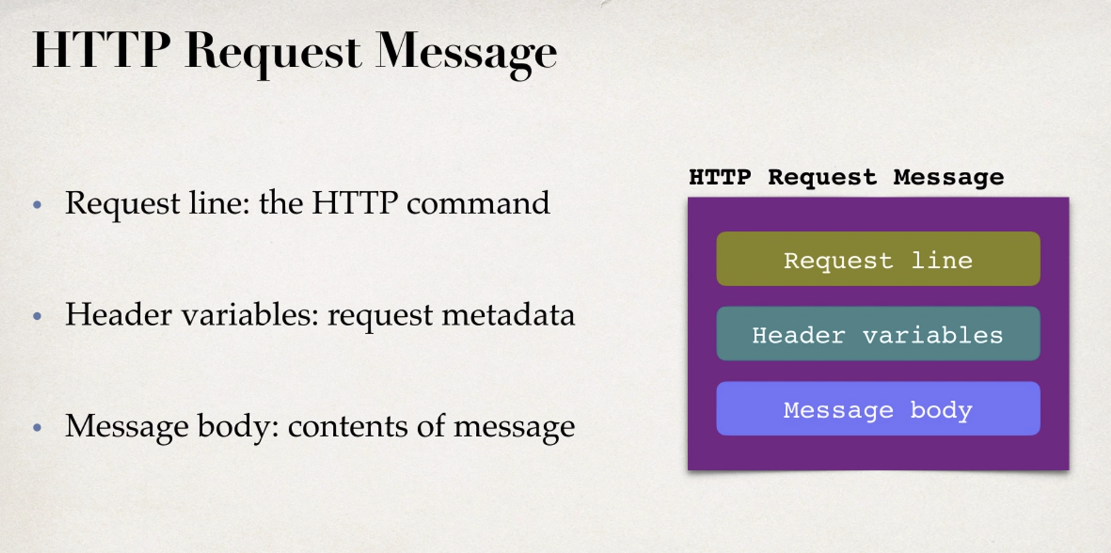 HTTP Request Message
• Request line: the HTTP command
• Header variables: request metadata
• Message body: contents of message
HTTP Request Message
Request line
Header variables
Message body